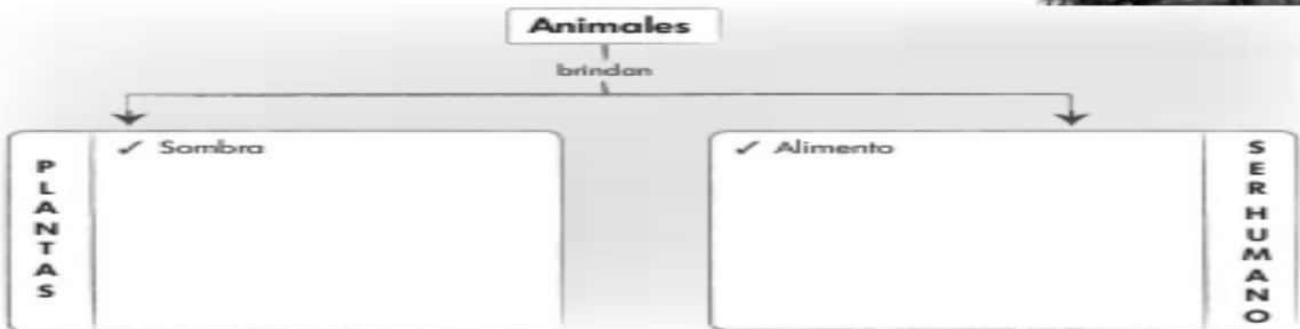 Animales
brindan
PLANTAS
✓ Sombra
✓ Alimento
SER HUMANO